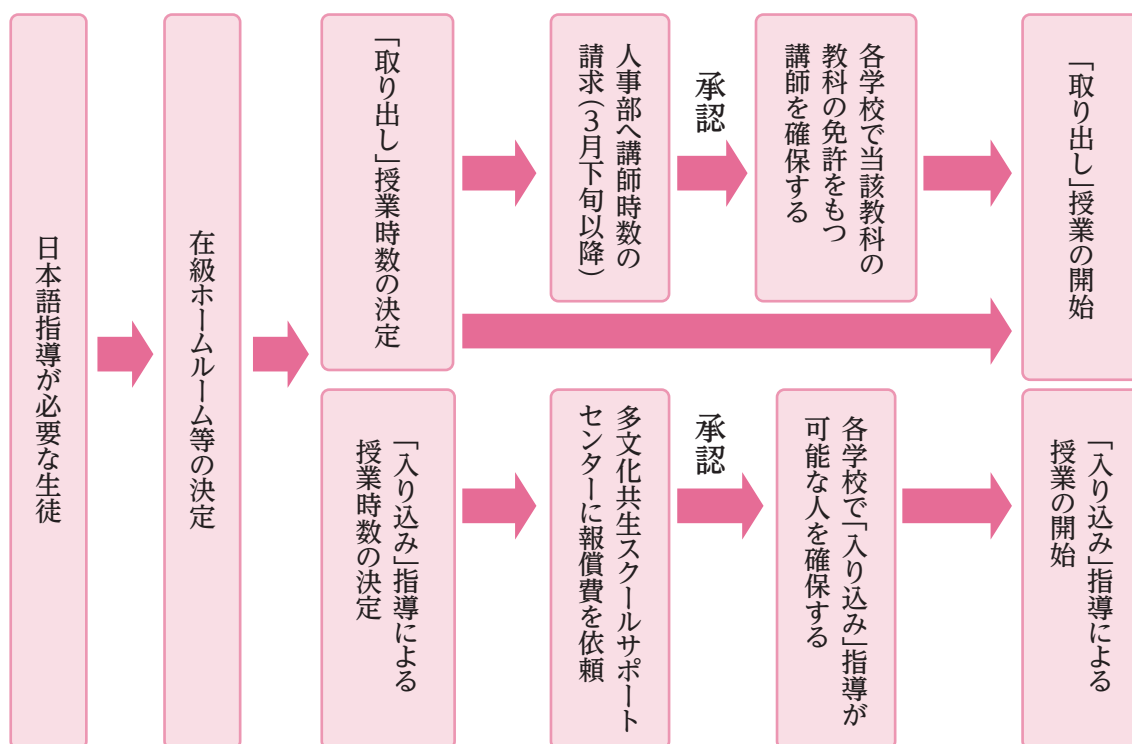 日本語指導が必要な生徒
在級ホームルーム等の決定
「取り出し」授業時数の決定
人事部へ講師時数の
請求(3月下旬以降)
承認
各学校で当該教科の
教科の免許をもつ
講師を確保する
「取り出し」授業の開始
「入り込み」指導による
授業時数の決定
多文化共生スクールサポート
センターに報償費を依頼
承認
各学校で「入り込み」指導が
可能な人を確保する
「入り込み」指導による
授業の開始